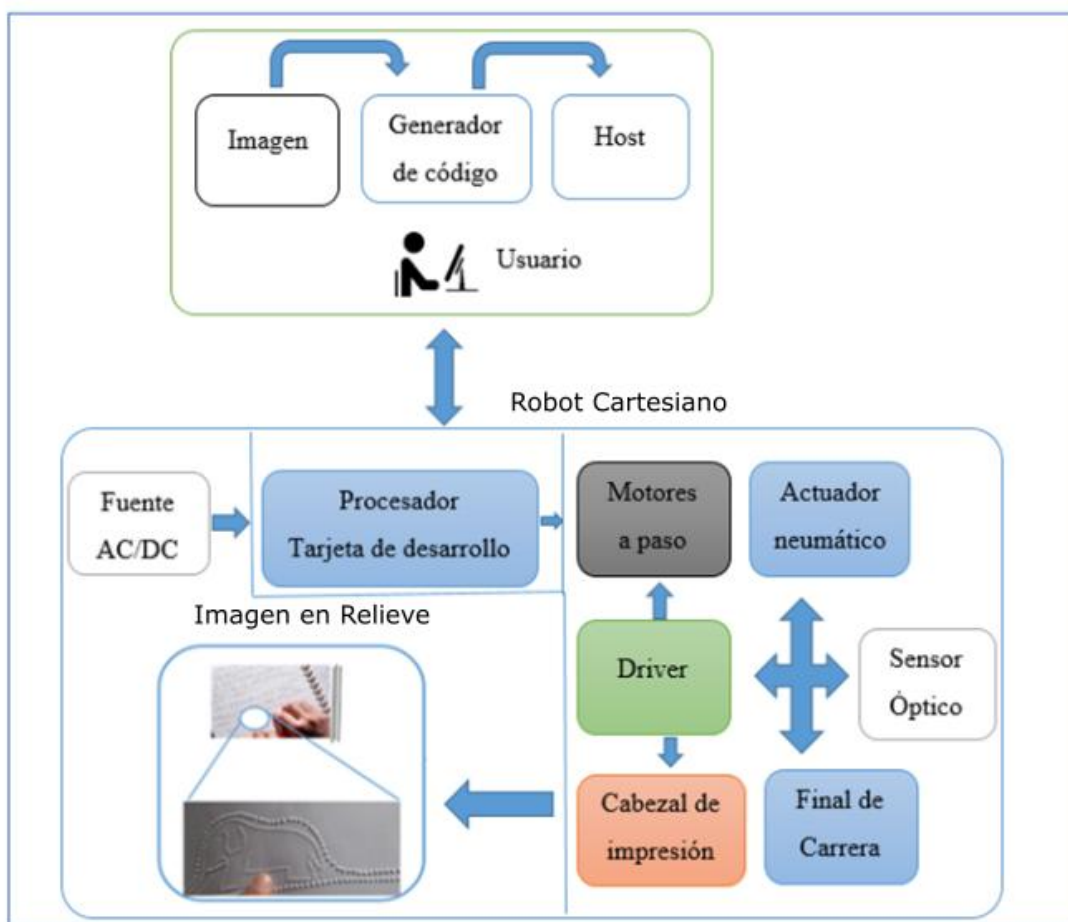 Imagen
Generador
de código
Host
Usuario
Robot Cartesiano
Fuente
AC/DC
Procesador
Tarjeta de desarrollo
Motores
a paso
Actuador
neumático
Imagen en Relieve
Driver
Sensor
Óptico
Cabezal de
impresión
Final de
Carrera